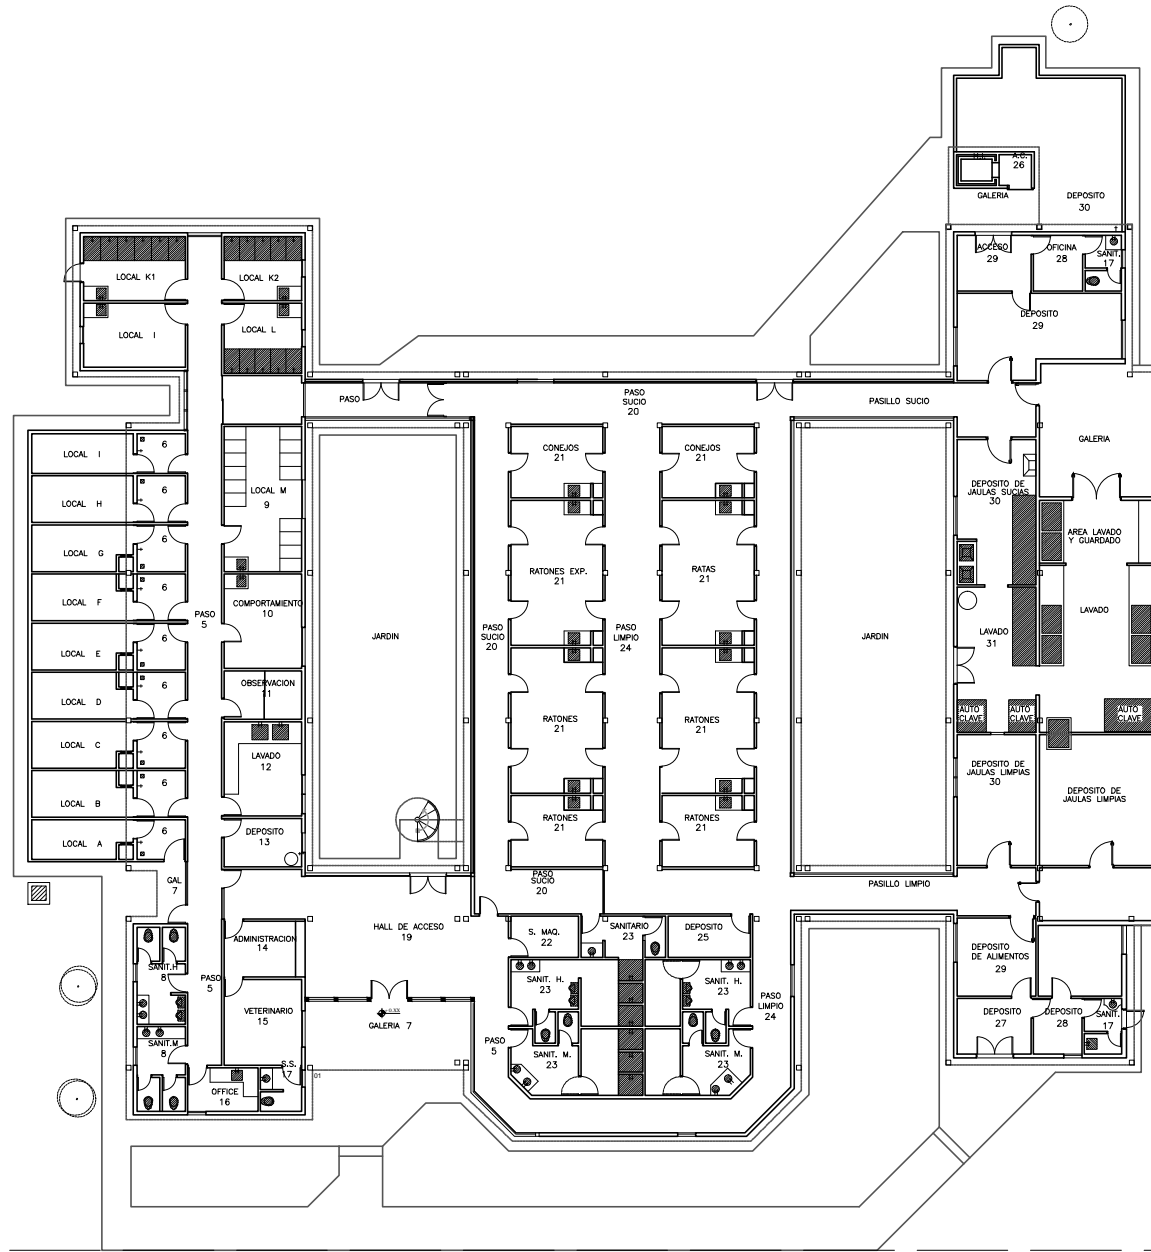 A.C.
26
GALERIA
DEPOSITO
30
ACCESO
29
OFICINA
28
SANIT.
17
LOCAL K1
LOCAL K2
DEPOSITO
29
LOCAL I
LOCAL L
PASO
PASO
SUCIO
20
PASILLO SUCIO
GALERIA
LOCAL I
6
CONEJOS
21
CONEJOS
21
LOCAL H
6
LOCAL M
9
DEPOSITO DE
JAULAS SUCIAS
30
LOCAL G
6
AREA LAVADO
Y GUARDADO
RATONES EXP.
21
RATAS
21
LOCAL F
6
COMPORTAMIENTO
10
LAVADO
PASO
5
JARDIN
PASO
SUCIO
20
PASO
LIMPIO
24
JARDIN
LAVADO
31
LOCAL E
6
OBSERVACION
11
LOCAL D
6
AUTO
CLAVE
AUTO
CLAVE
AUTO
CLAVE
RATONES
21
RATONES
21
LOCAL C
6
LAVADO
12
DEPOSITO DE
JAULAS LIMPIAS
30
DEPOSITO DE
JAULAS LIMPIAS
LOCAL B
6
RATONES
21
RATONES
21
LOCAL A
6
DEPOSITO
13
GAL.
7
PASO
SUCIO
20
PASILLO LIMPIO
HALL DE ACCESO
19
S. MAQ.
22
SANITARIO
23
DEPOSITO
25
ADMINISTRACION
14
DEPOSITO
DE ALIMENTOS
29
SANIT.H
8
PASO
5
SANIT. H.
23
SANIT. H.
23
VETERINARIO
15
GALERIA 7
PASO
LIMPIO
24
DEPOSITO
27
DEPOSITO
28
SANIT.
17
SANIT.M
8
PASO
5
SANIT. M.
23
SANIT. M.
23
S.S.
17
01
OFFICE
16